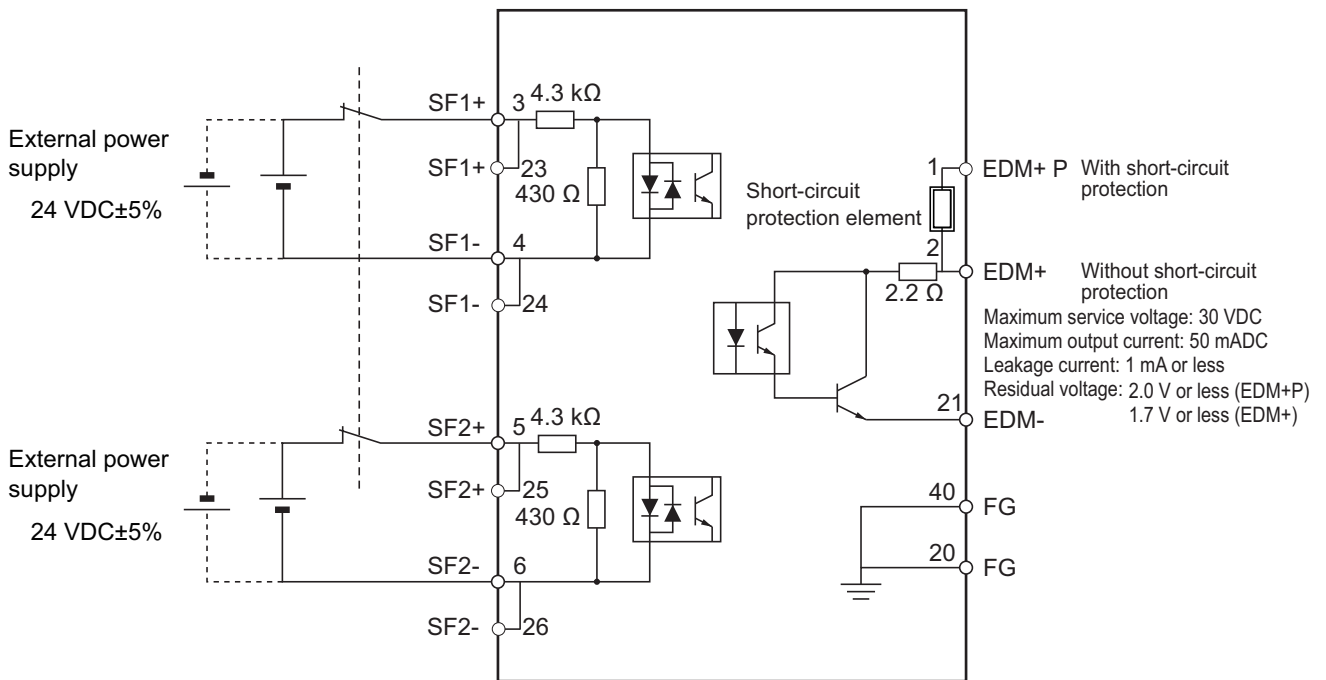 External power
supply
24 VDC±5%
SF1+
3
4.3 kΩ
SF1+
23
430 Ω
SF1-
4
SF1-
24
External power
supply
24 VDC±5%
SF2+
5
4.3 kΩ
SF2+
25
430 Ω
SF2-
6
SF2-
26
Short-circuit
protection element
1
EDM+ P
With short-circuit
protection
2
2.2 Ω
EDM+
Without short-circuit
protection
Maximum service voltage: 30 VDC
Maximum output current: 50 mADC
Leakage current: 1 mA or less
Residual voltage: 2.0 V or less (EDM+P)
1.7 V or less (EDM+)
21
EDM-
40
FG
20
FG